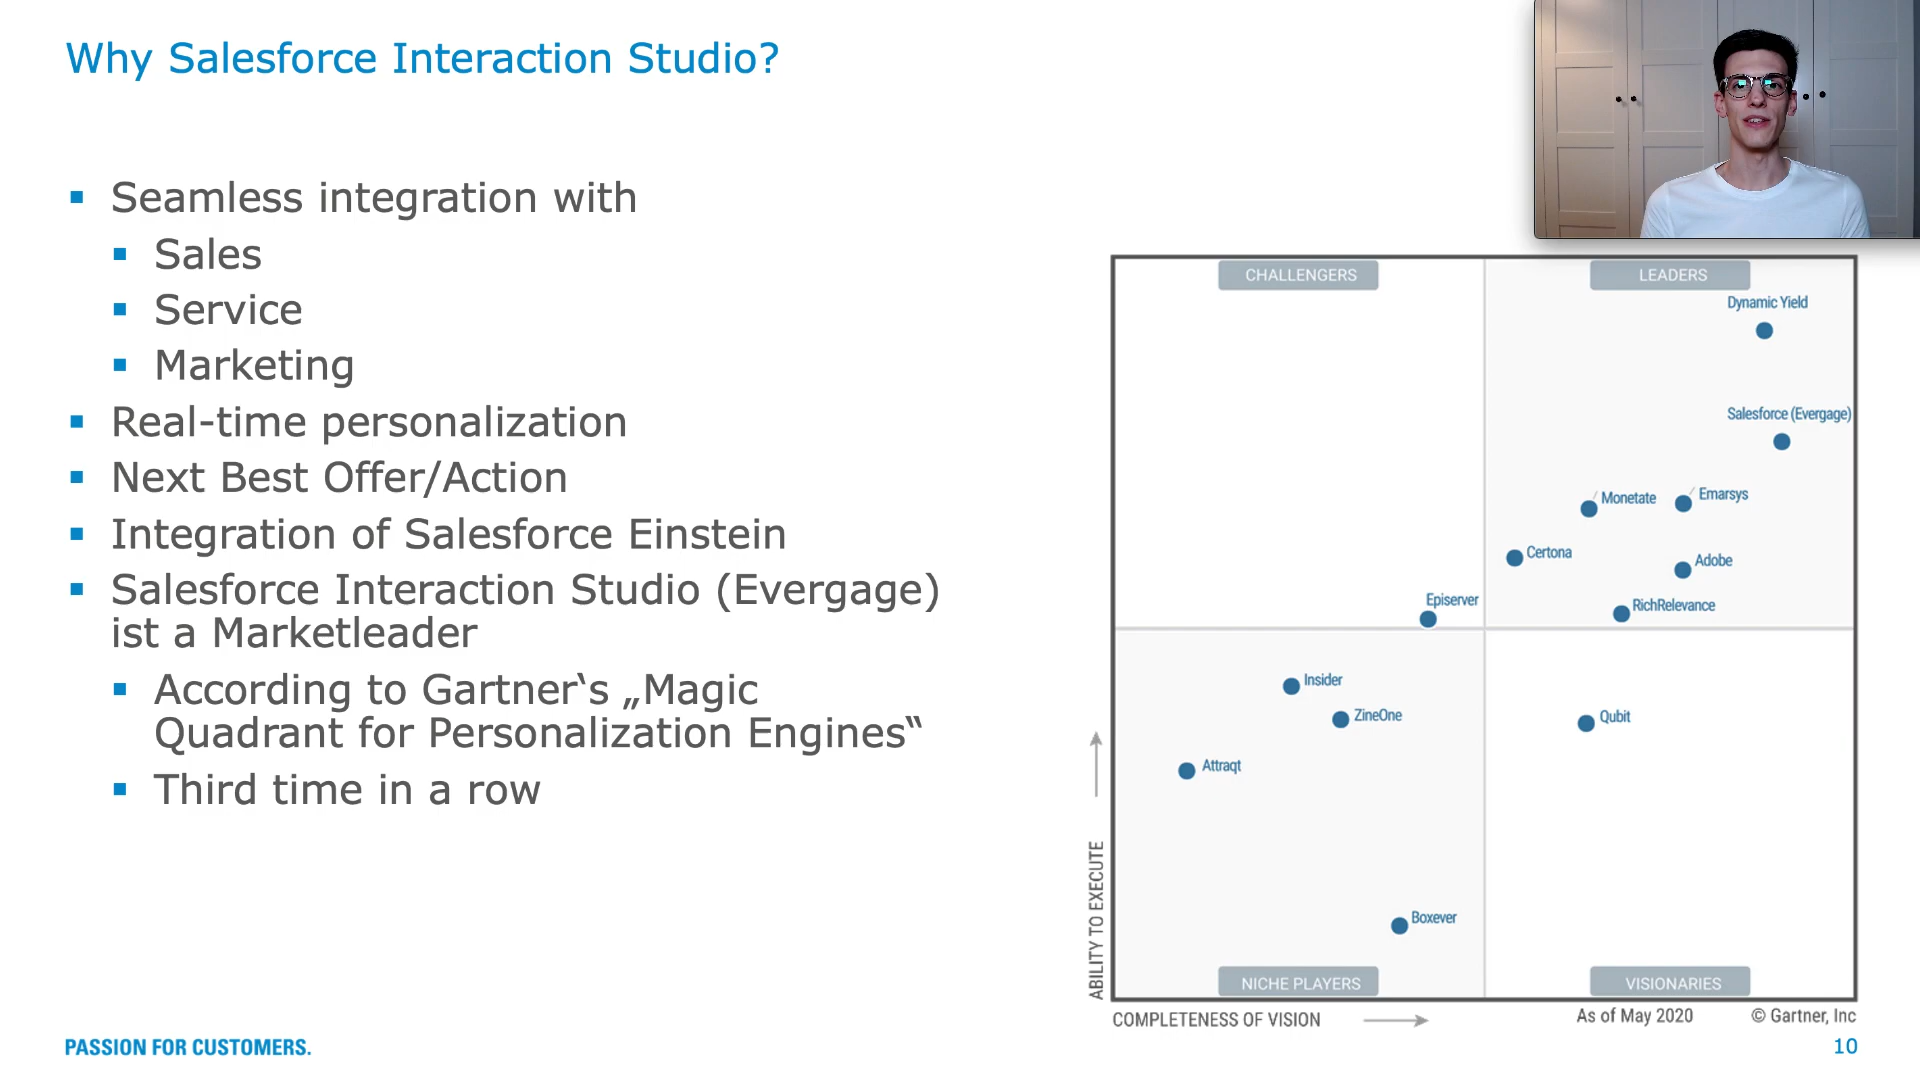 Why Salesforce Interaction Studio?
Seamless integration with
Sales
Service
Marketing
Real-time personalization
Next Best Offer/Action
Integration of Salesforce Einstein
Salesforce Interaction Studio (Evergage)
ist a Marketleader
According to Gartner‘s „Magic
Quadrant for Personalization Engines“
Third time in a row
CHALLENGERS
LEADERS
Dynamic Yield
Salesforce (Evergage)
Monetate
Emarsys
Certona
Adobe
Episerver
RichRelevance
Insider
ZineOne
Qubit
Attraqt
Boxever
NICHE PLAYERS
VISIONARIES
ABILITY TO EXECUTE
COMPLETENESS OF VISION
As of May 2020
© Gartner, Inc
PASSION FOR CUSTOMERS.
10